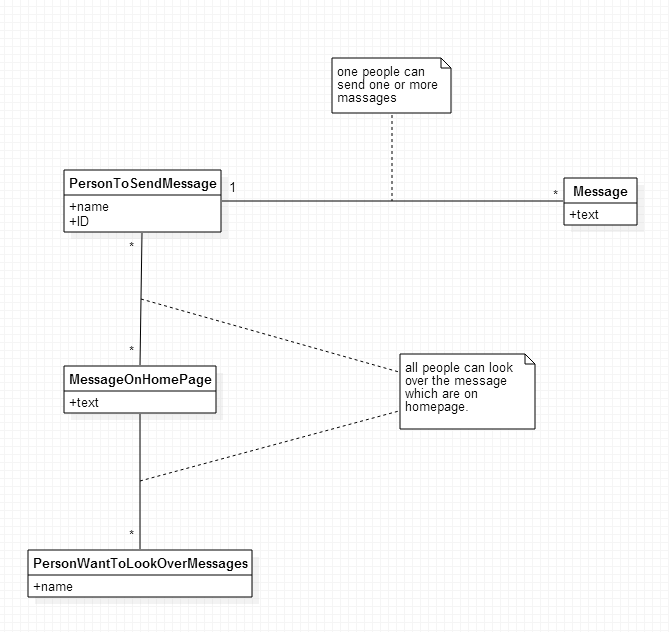 one people can
send one or more
massages
PersonToSendMessage
1
+name
+ID
*
Message
+text
*
*
MessageOnHomePage
+text
all people can look
over the message
which are on
homepage.
*
PersonWantToLookOverMessages
+name